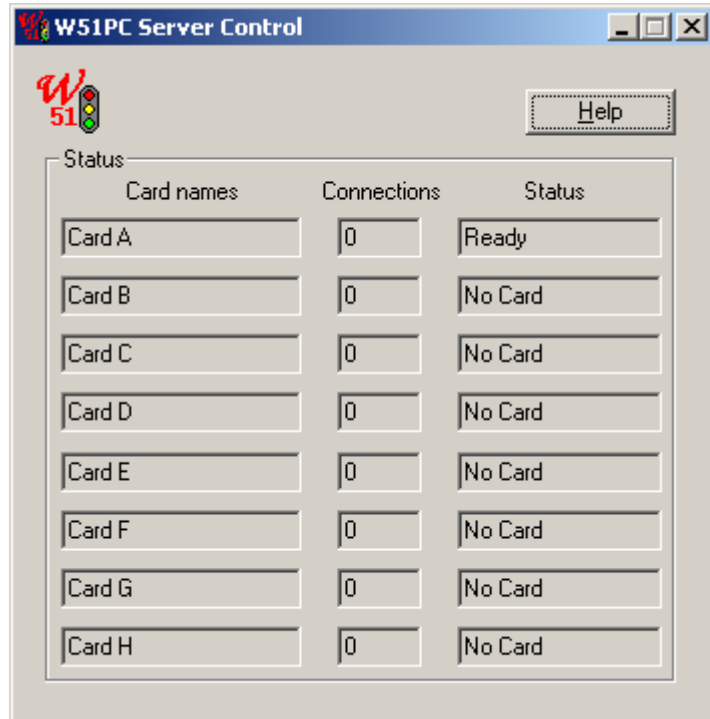 W51PC Server Control
W
51
Help
Status
Card names Connections Status
Card A 0 Ready
Card B 0 No Card
Card C 0 No Card
Card D 0 No Card
Card E 0 No Card
Card F 0 No Card
Card G 0 No Card
Card H 0 No Card